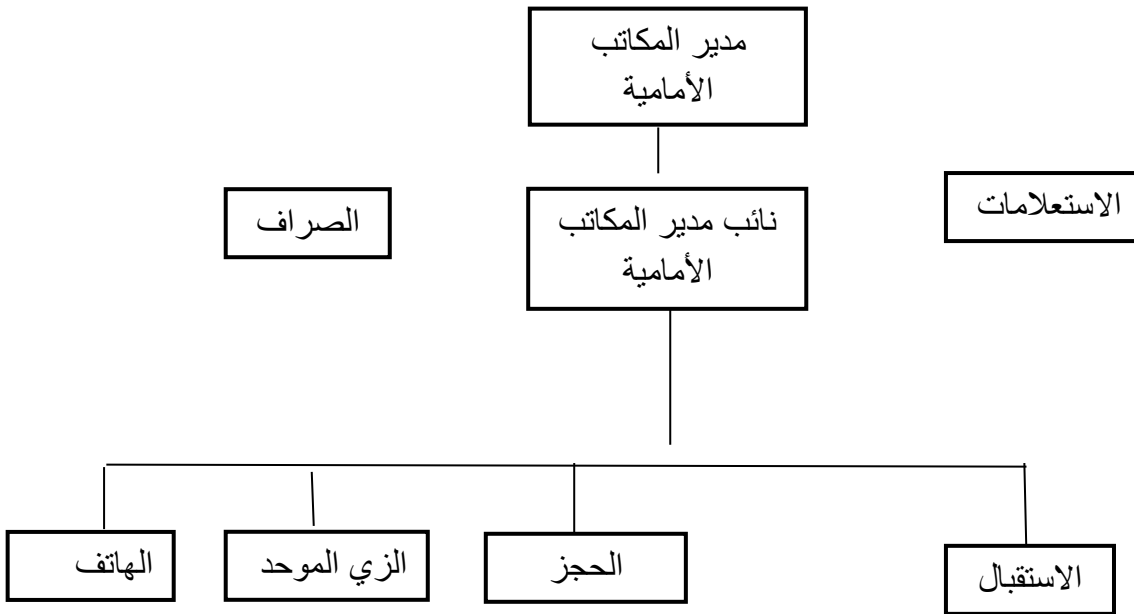 مدير المكاتب
الأمامية
الاستعلامات
نائب مدير المكاتب
الأمامية
الصراف
الاستقبال
الحجز
الزي الموحد
الهاتف